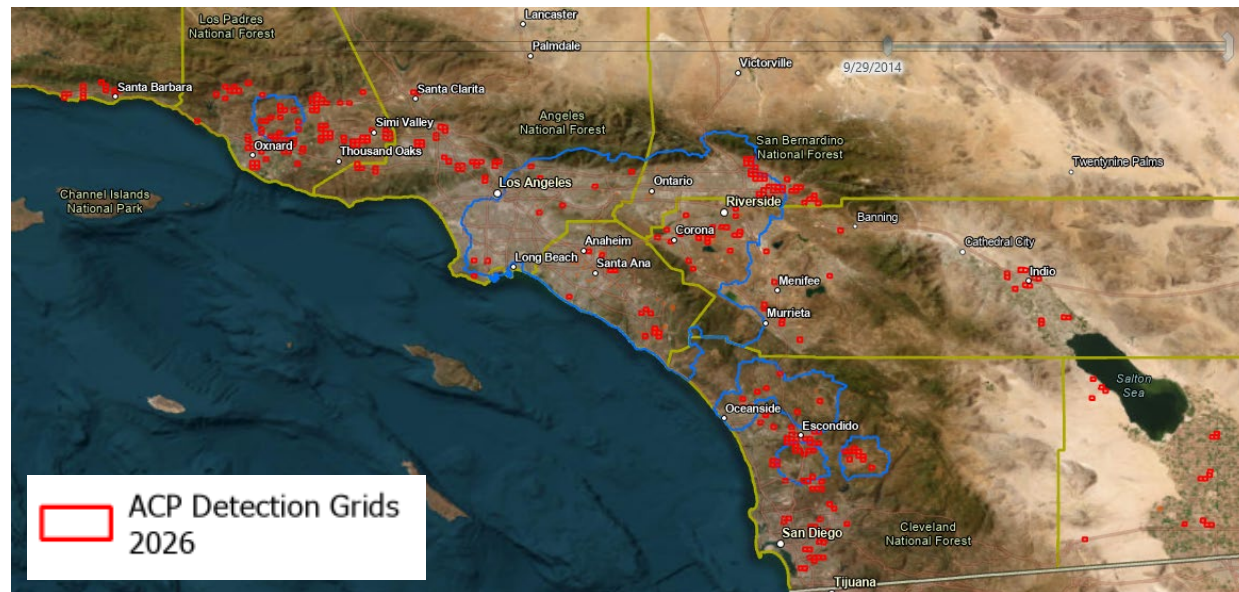 Los Padres
National Forest
Lancaster
Palmdale
Victorville
9/29/2014
Santa Barbara
Santa Clarita
Angeles
National Forest
Simi Valley
San Bernardino
National Forest
Oxnard
Thousand Oaks
Twentynine Palms
Channel Islands
National Park
Los Angeles
Ontario
Riverside
Banning
Corona
Anaheim
Cathedral City
Long Beach
Santa Ana
Indio
Menifee
Murrieta
Salton
Sea
Oceanside
Escondido
ACP Detection Grids
2026
San Diego
Cleveland
National Forest
Tijuana